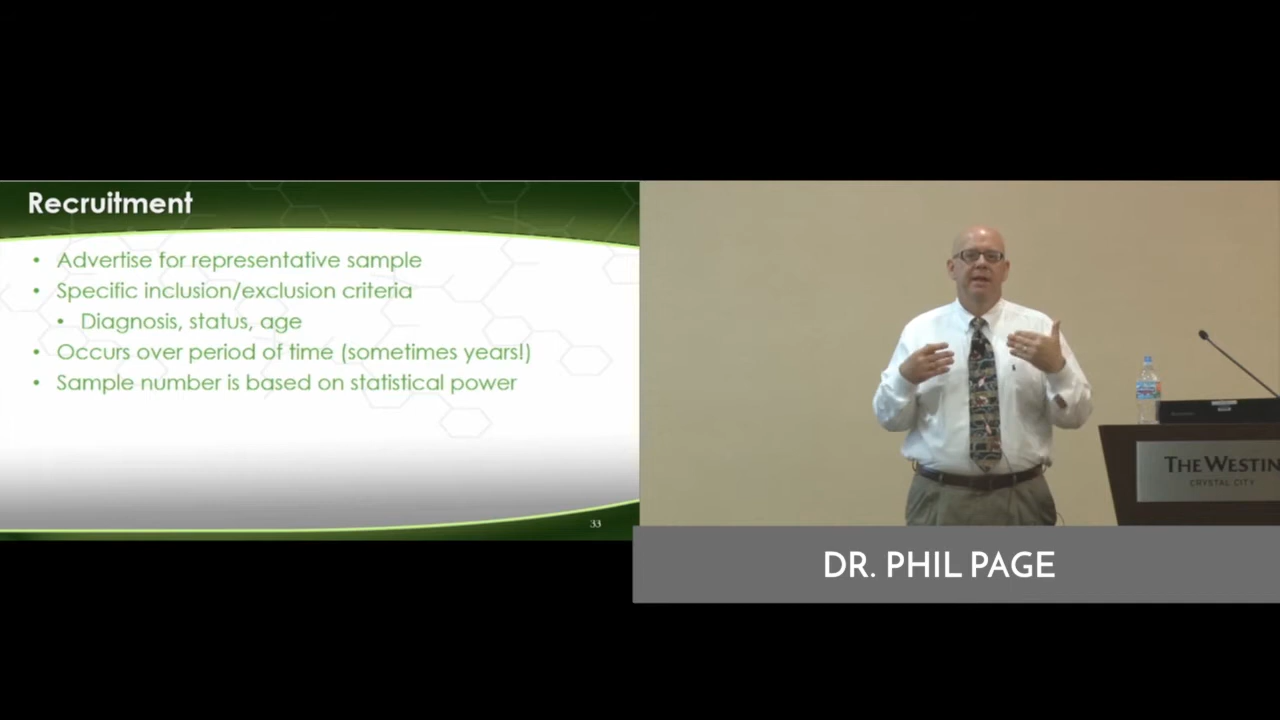 Recruitment
• Advertise for representative sample
• Specific inclusion/exclusion criteria
• Diagnosis, status, age
• Occurs over period of time (sometimes years!)
• Sample number is based on statistical power
33
THE WESTIN
CRYSTAL CITY
DR. PHIL PAGE